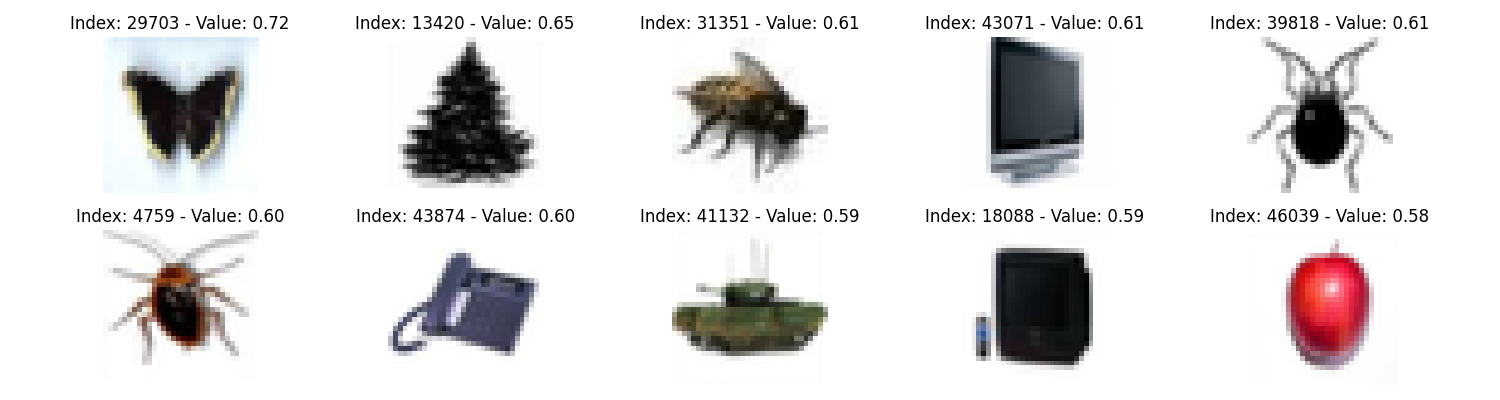 Index: 29703 - Value: 0.72
Index: 13420 - Value: 0.65
Index: 31351 - Value: 0.61
Index: 43071 - Value: 0.61
Index: 39818 - Value: 0.61
Index: 4759 - Value: 0.60
Index: 43874 - Value: 0.60
Index: 41132 - Value: 0.59
Index: 18088 - Value: 0.59
Index: 46039 - Value: 0.58